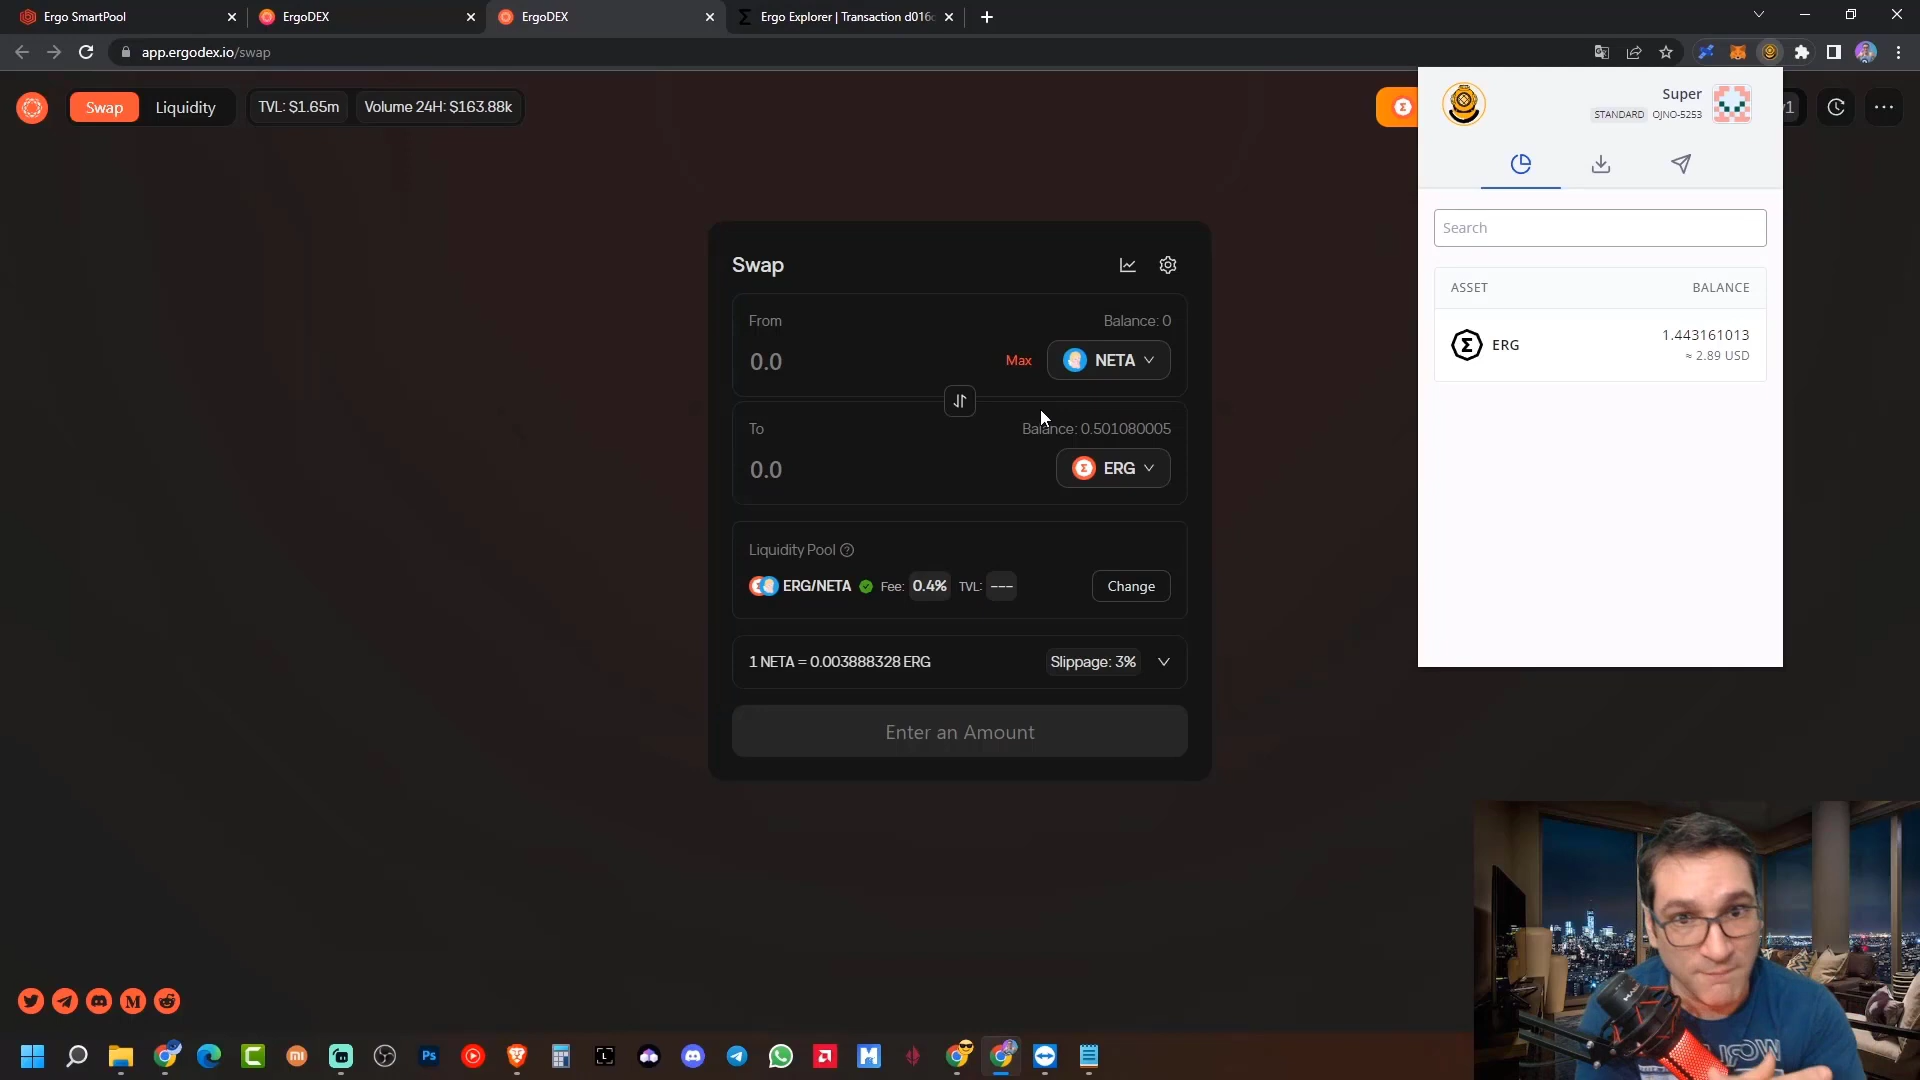 Ergo SmartPool
ErgoDEX
ErgoDEX
Ergo Explorer | Transaction d016
app.ergodex.io/swap
Swap
Liquidity
TVL: $1.65m
Volume 24H: $163.88k
Super
STANDARD
OJNO-5253
Search
ASSET
BALANCE
ERG
1.443161013
≈ 2.89 USD
Swap
From
Balance: 0
0.0
Max
NETA
To
Balance: 0.501080005
0.0
ERG
Liquidity Pool
ERG/NETA
Fee: 0.4%
TVL: ---
Change
1 NETA = 0.003888328 ERG
Slippage: 3%
Enter an Amount